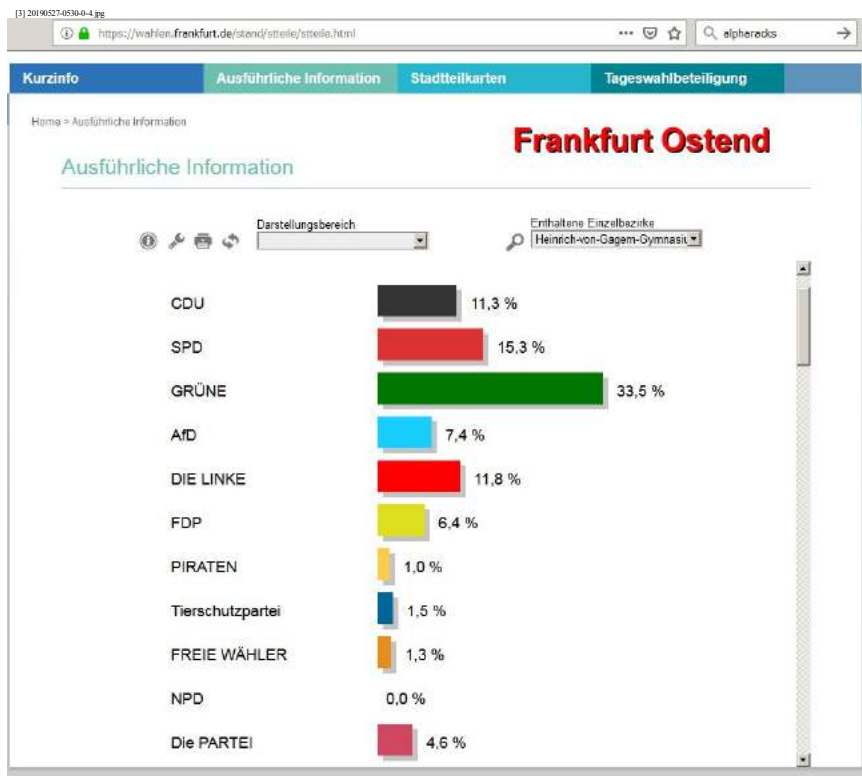 [3] 20190527-0530-0-4.jpg
https://wahlen.frankfurt.de/stand/stteile/stteile.html
alpharacks
Kurzinfo Ausführliche Information Stadtteilkarten Tageswahlbeteiligung
Home > Ausführliche Information
Frankfurt Ostend
Ausführliche Information
Darstellungsbereich
Enthaltene Einzelbezirke
Heinrich-von-Gagern-Gymnasiu
CDU 11,3 %
SPD 15,3 %
GRÜNE 33,5 %
AfD 7,4 %
DIE LINKE 11,8 %
FDP 6,4 %
PIRATEN 1,0 %
Tierschutzpartei 1,5 %
FREIE WÄHLER 1,3 %
NPD 0,0 %
Die PARTEI 4,6 %